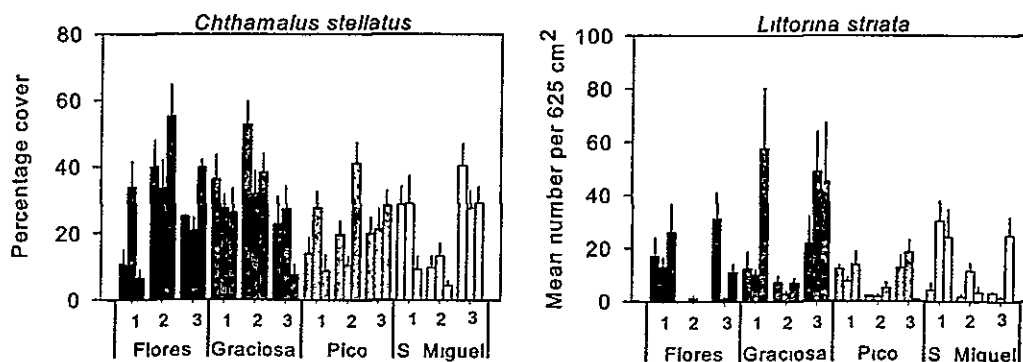 Chthamalus stellatus
80
60
40
20
0
Percentage cover
1 2 3 1 2 3 1 2 3 1 2 3
Flores Graciosa Pico S Miguel
Littorina striata
100
80
60
40
20
0
Mean number per 625 cm2
1 2 3 1 2 3 1 2 3 1 2 3
Flores Graciosa Pico S Miguel